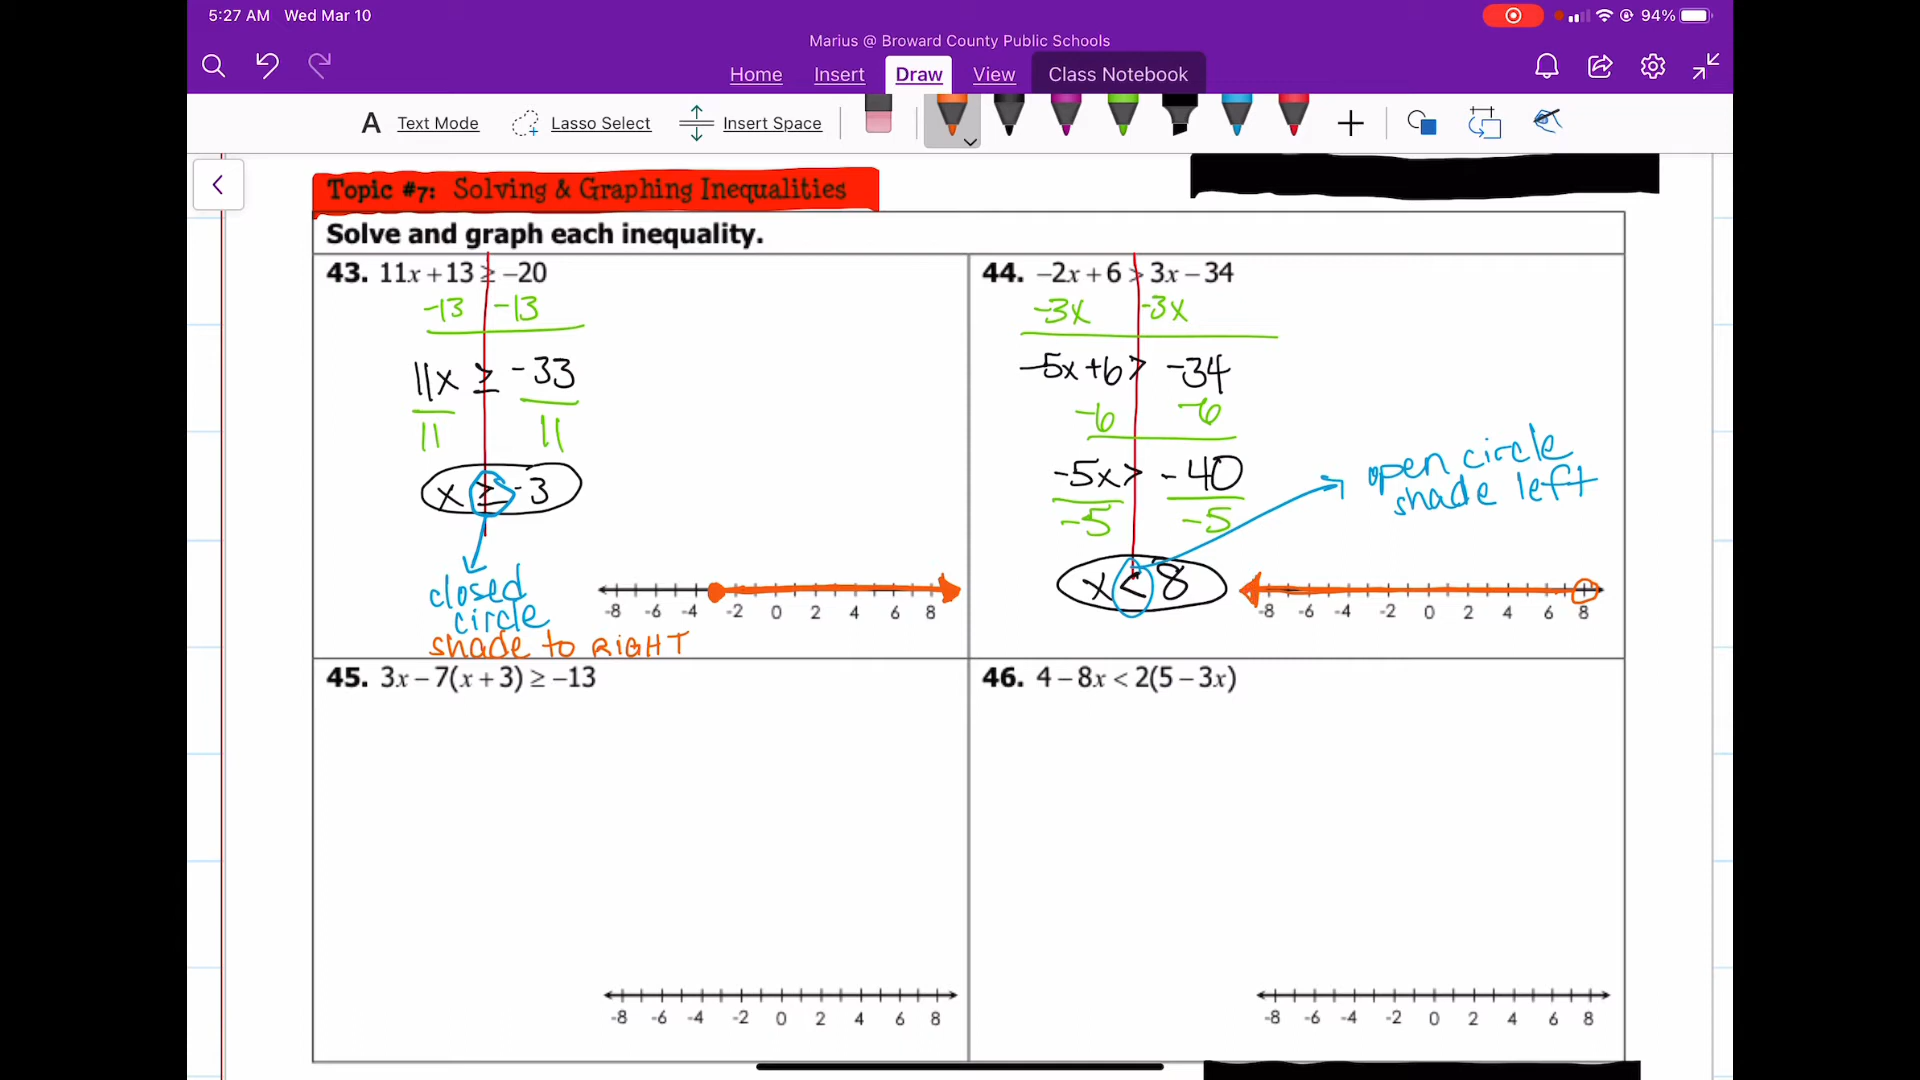 5:27 AM Wed Mar 10
94%
Marius @ Broward County Public Schools
Home Insert Draw View Class Notebook
A Text Mode Lasso Select Insert Space
Topic #7: Solving & Graphing Inequalities
Solve and graph each inequality.
43. 11x + 13 ≥ −20
-13 -13
11x ≥ -33
11 11
x ≥ -3
closed
circle
shade to RIGHT
-8 -6 -4 -2 0 2 4 6 8
44. −2x + 6 > 3x − 34
-3x -3x
-5x+6 > -34
-6 -6
-5x > -40
-5 -5
x < 8
open circle
shade left
-8 -6 -4 -2 0 2 4 6 8
45. 3x − 7(x + 3) ≥ −13
-8 -6 -4 -2 0 2 4 6 8
46. 4 − 8x < 2(5 − 3x)
-8 -6 -4 -2 0 2 4 6 8